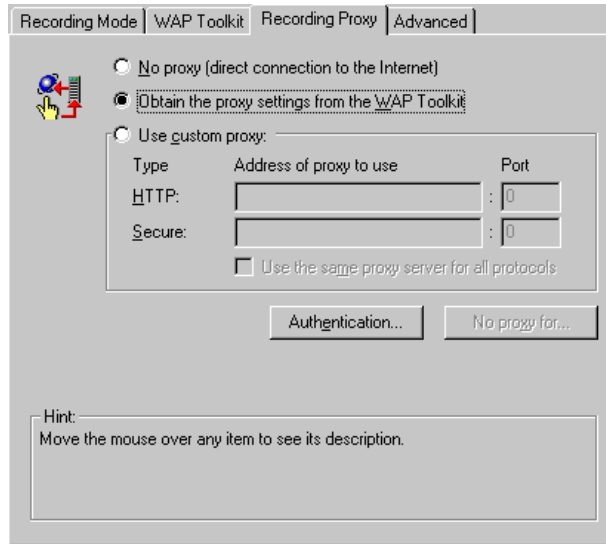 Recording Mode WAP Toolkit Recording Proxy Advanced
No proxy (direct connection to the Internet)
Obtain the proxy settings from the WAP Toolkit
Use custom proxy:
Type Address of proxy to use Port
HTTP: : 0
Secure: : 0
Use the same proxy server for all protocols
Authentication... No proxy for...
Hint:
Move the mouse over any item to see its description.